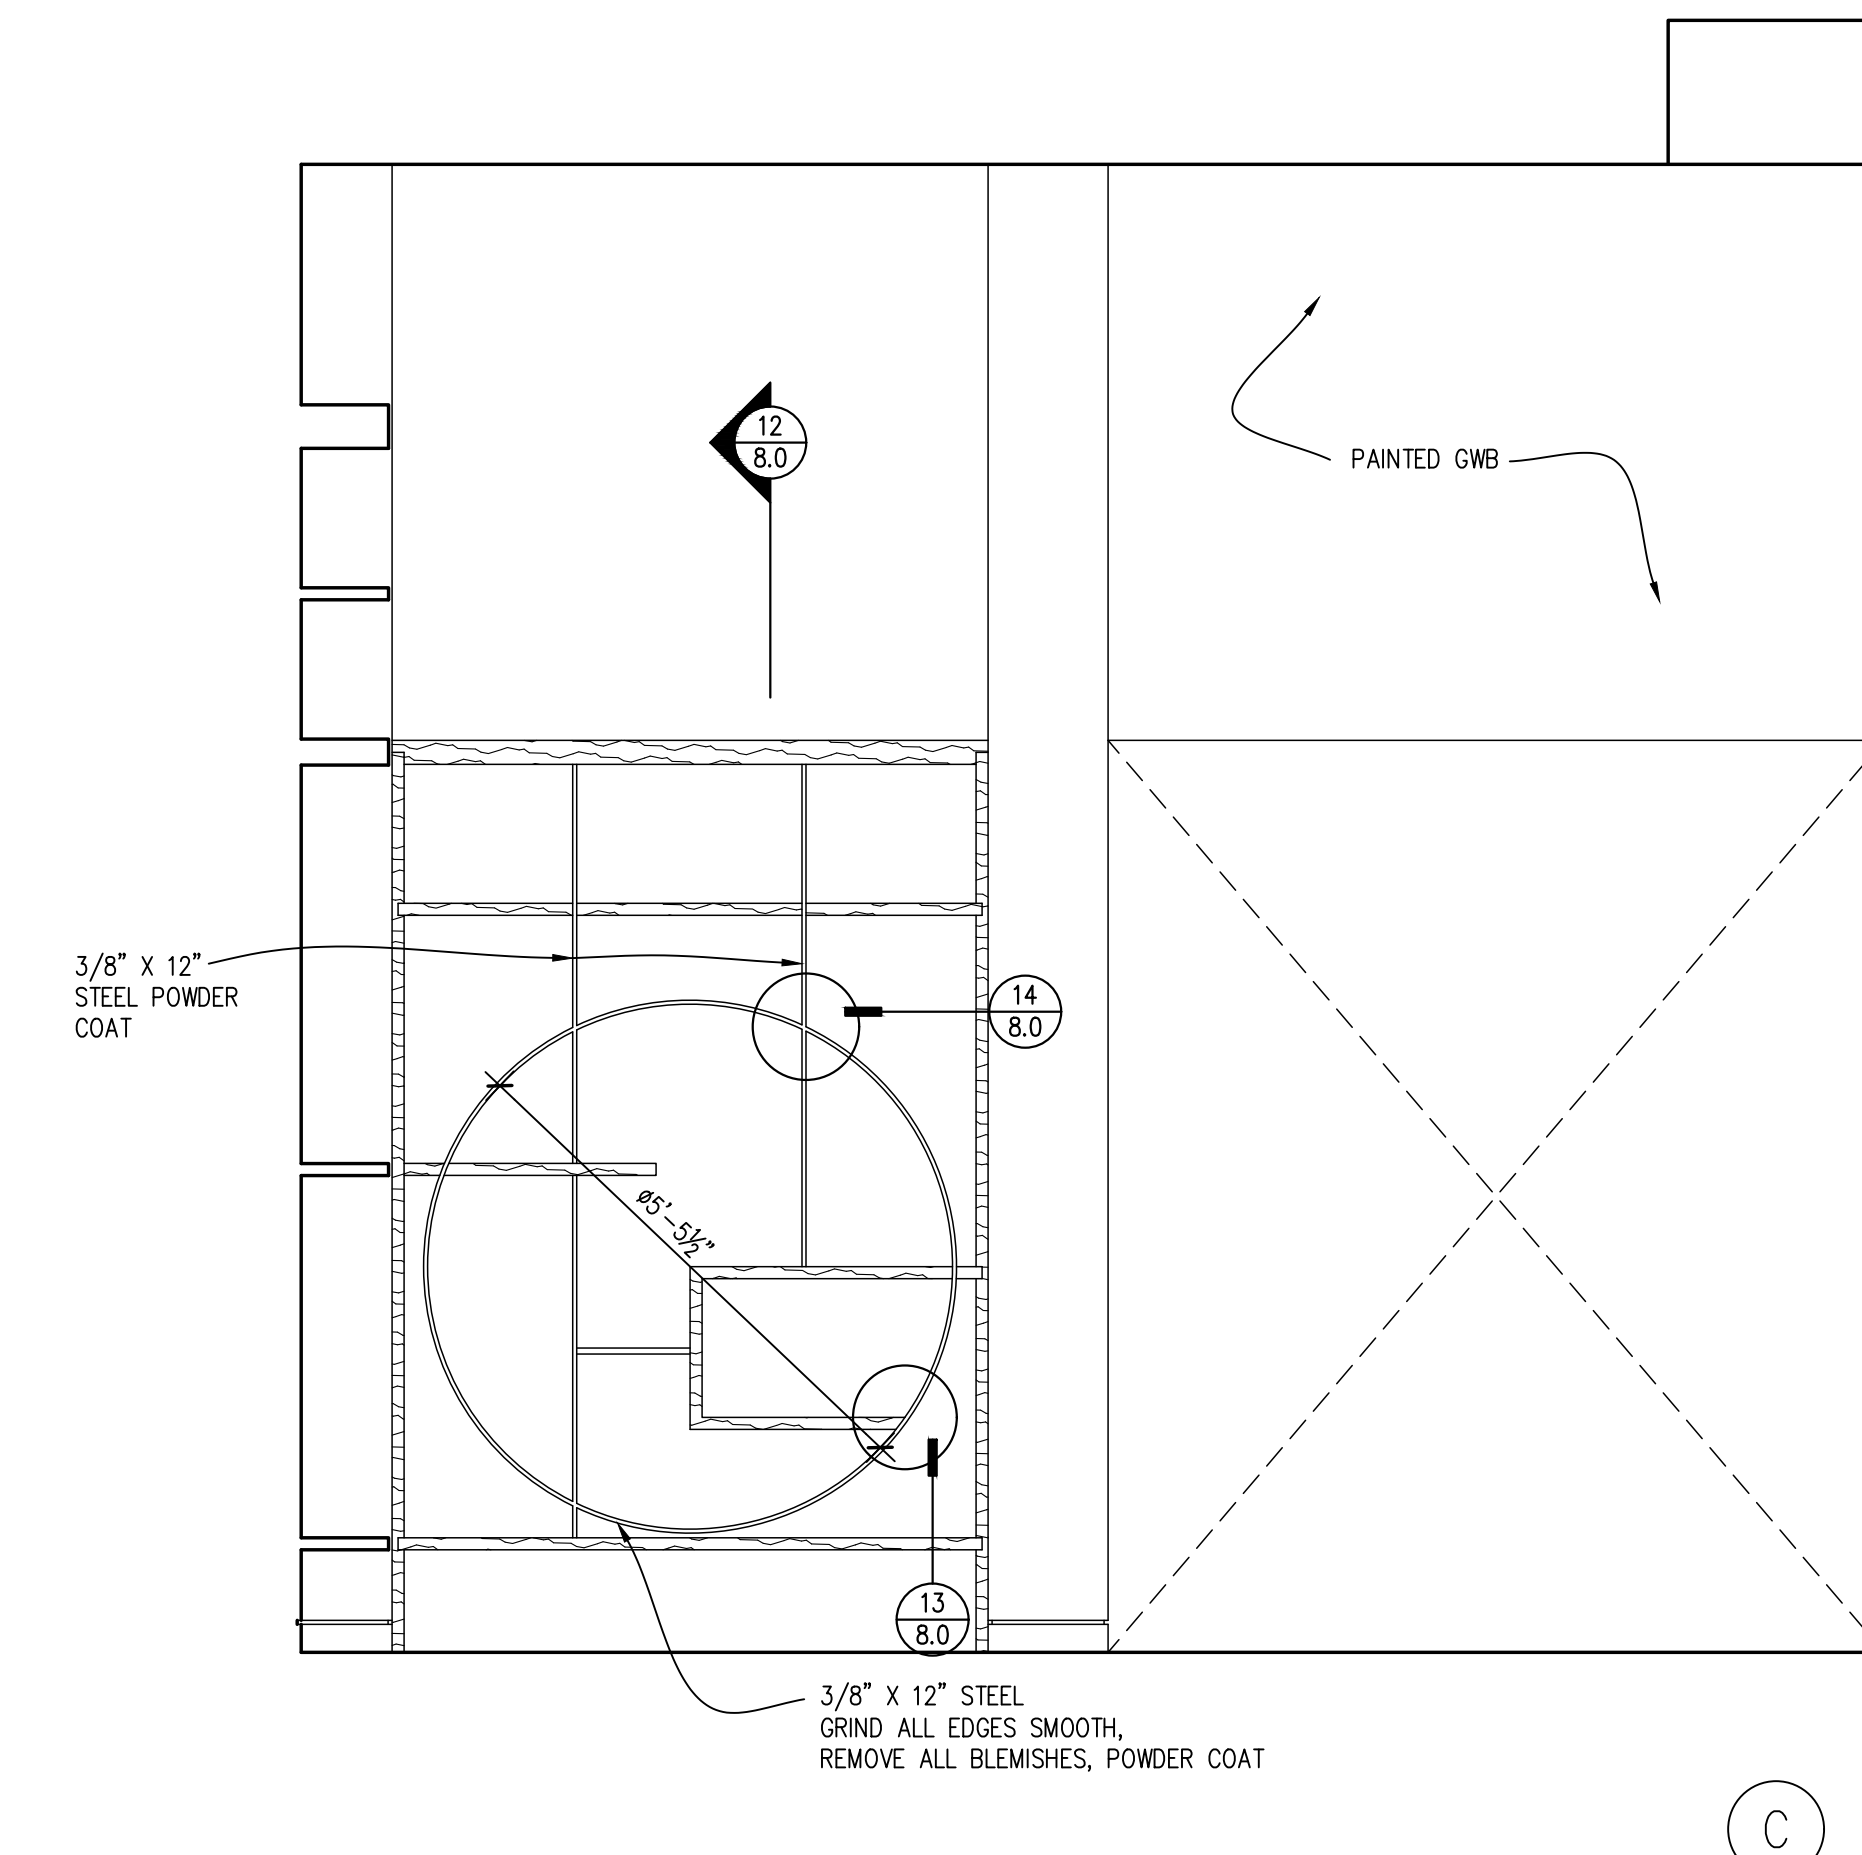 12
8.0
PAINTED GWB
3/8" X 12"
STEEL POWDER
COAT
14
8.0
ø5'-5½"
13
8.0
3/8" X 12" STEEL
GRIND ALL EDGES SMOOTH,
REMOVE ALL BLEMISHES, POWDER COAT
C